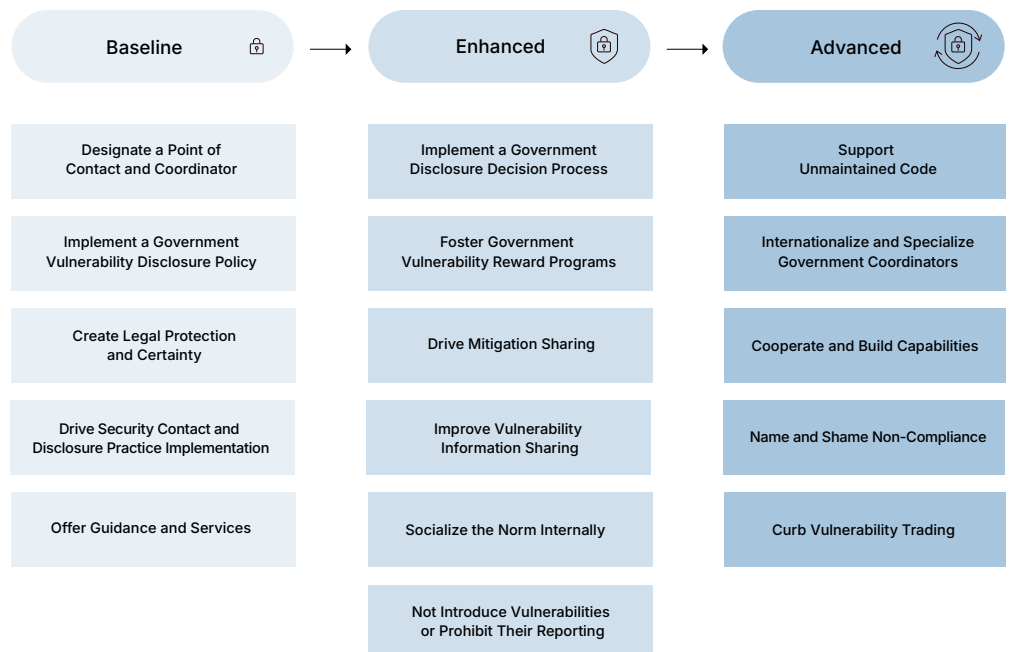 Baseline
Enhanced
Advanced
Designate a Point of
Contact and Coordinator
Implement a Government
Vulnerability Disclosure Policy
Create Legal Protection
and Certainty
Drive Security Contact and
Disclosure Practice Implementation
Offer Guidance and Services
Implement a Government
Disclosure Decision Process
Foster Government
Vulnerability Reward Programs
Drive Mitigation Sharing
Improve Vulnerability
Information Sharing
Socialize the Norm Internally
Not Introduce Vulnerabilities
or Prohibit Their Reporting
Support
Unmaintained Code
Internationalize and Specialize
Government Coordinators
Cooperate and Build Capabilities
Name and Shame Non-Compliance
Curb Vulnerability Trading